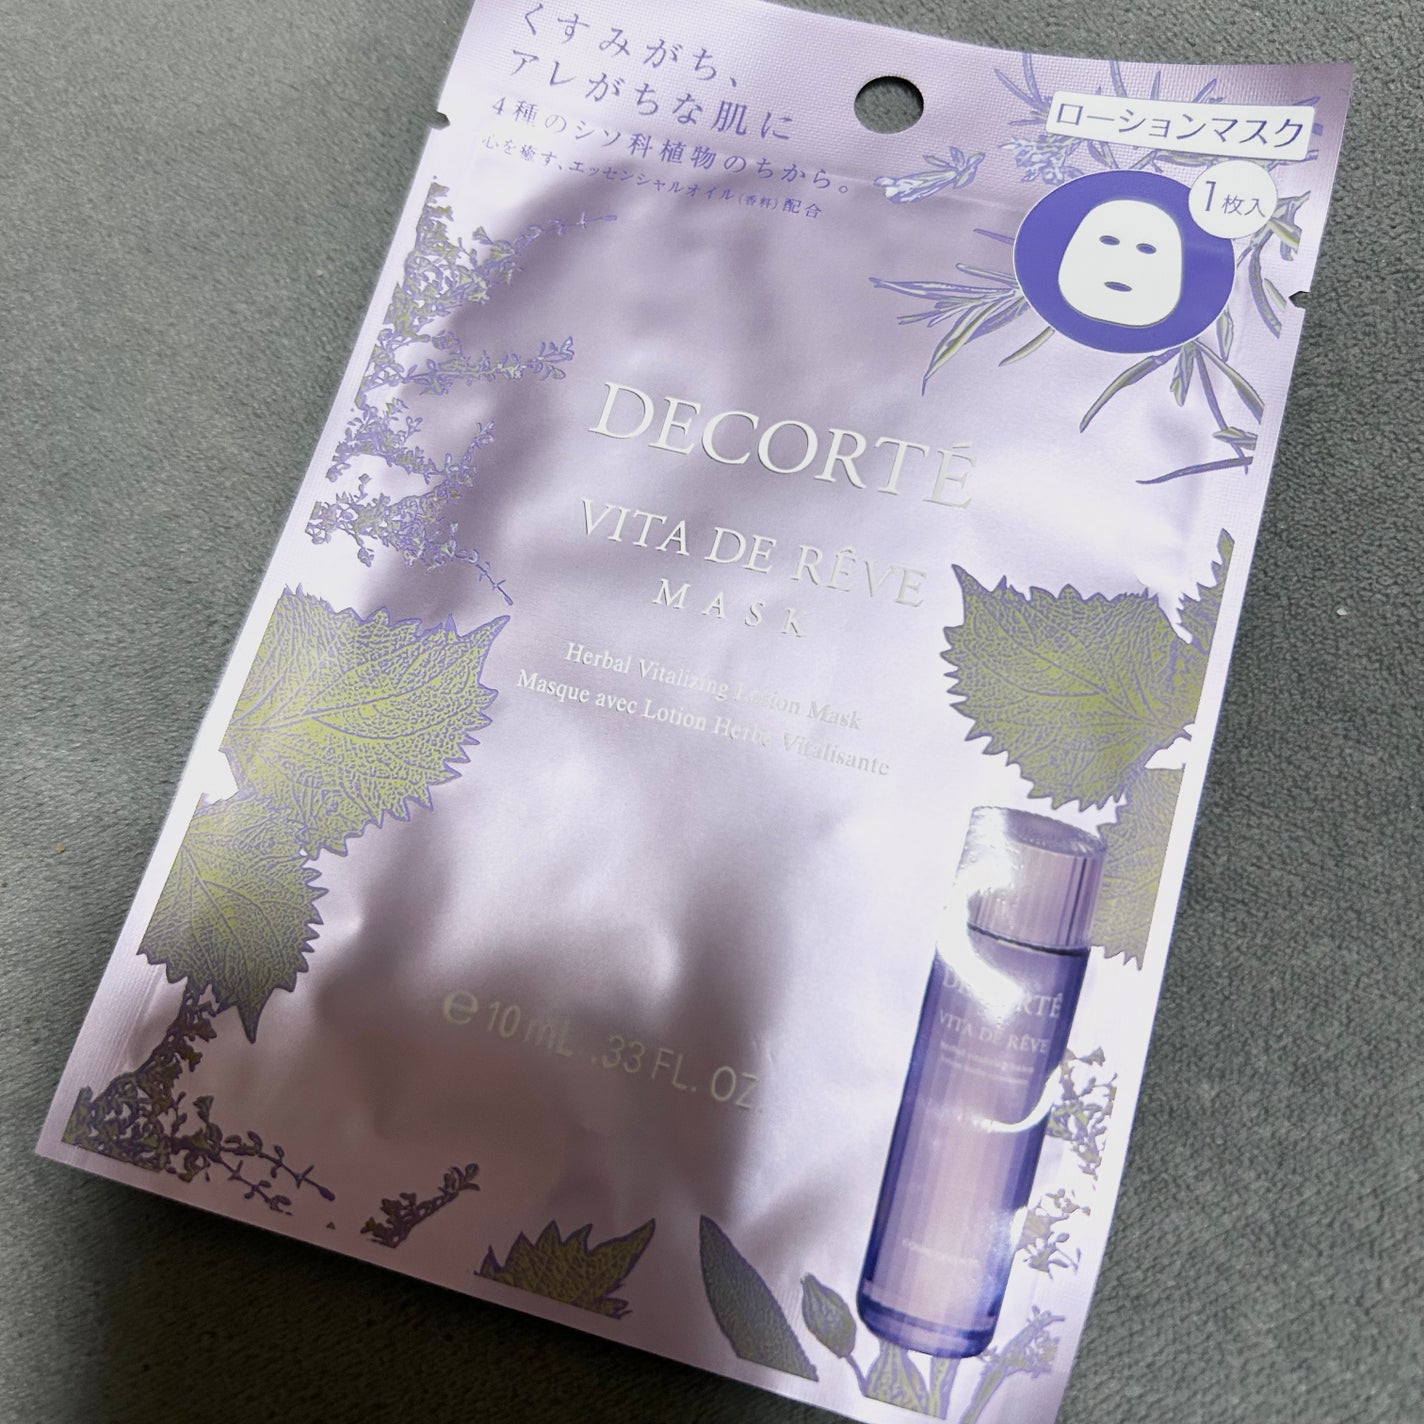 くすみがち、
アレがちな肌に
4種のシソ科植物のちから。
心を癒す、エッセンシャルオイル(香料)配合
ローションマスク
1枚入
DECORTÉ
VITA DE RÊVE
MASK
Herbal Vitalizing Lotion Mask
Masque avec Lotion Herbe Vitalisante
℮ 10 mL .33 FL. OZ.
DECORTÉ
VITA DE RÊVE